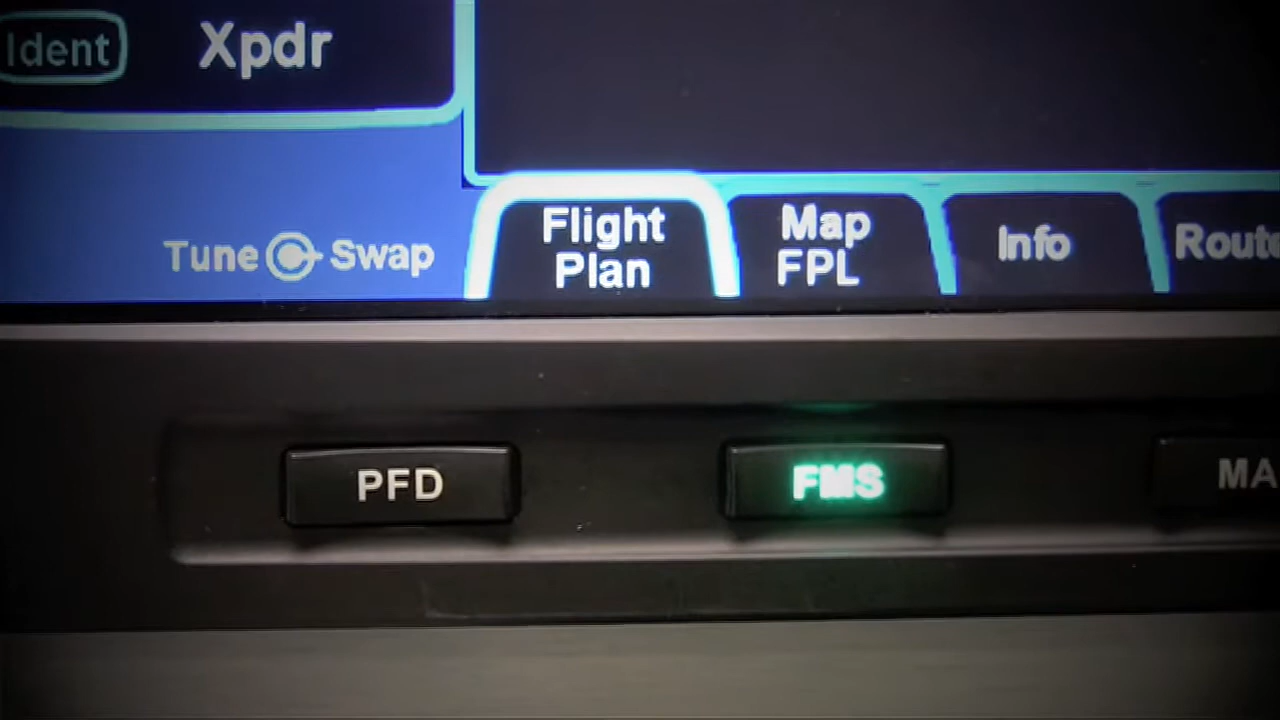 Ident
Xpdr
Tune Swap
Flight
Plan
Map
FPL
Info
Route
PFD
FMS
MA